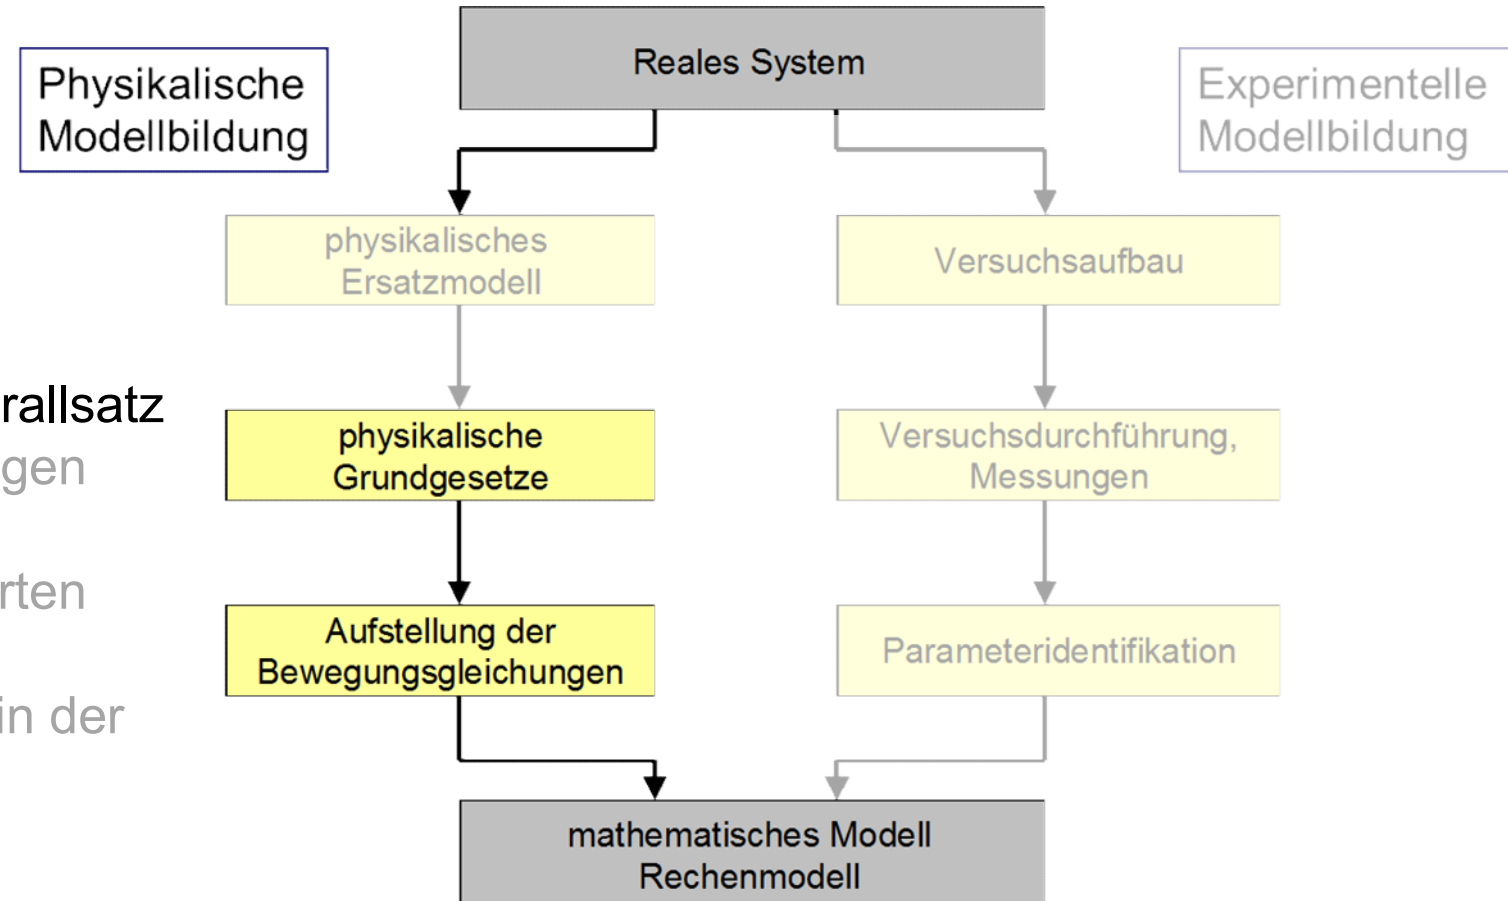 Reales System
Physikalische
Modellbildung
Experimentelle
Modellbildung
physikalisches
Ersatzmodell
Versuchsaufbau
rallsatz
gen
rten
in der
physikalische
Grundgesetze
Versuchsdurchführung,
Messungen
Aufstellung der
Bewegungsgleichungen
Parameteridentifikation
mathematisches Modell
Rechenmodell